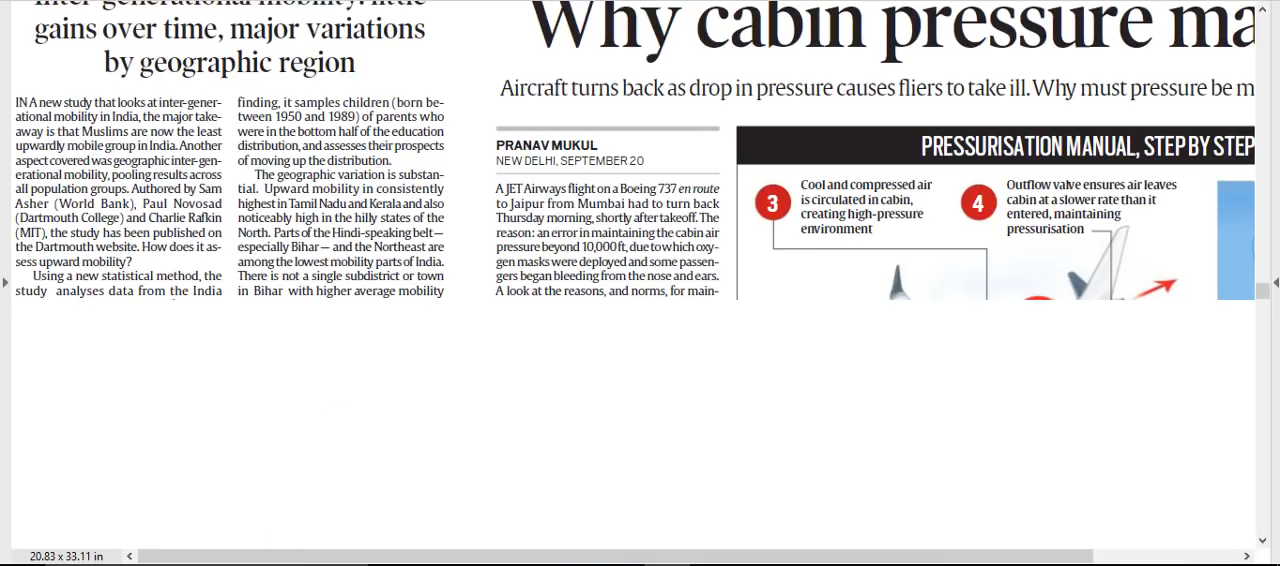 Inter-generational mobility: little
gains over time, major variations
by geographic region
IN A new study that looks at inter-gener-
ational mobility in India, the major take-
away is that Muslims are now the least
upwardly mobile group in India. Another
aspect covered was geographic inter-gen-
erational mobility, pooling results across
all population groups. Authored by Sam
Asher (World Bank), Paul Novosad
(Dartmouth College) and Charlie Rafkin
(MIT), the study has been published on
the Dartmouth website. How does it as-
sess upward mobility?
Using a new statistical method, the
study analyses data from the India
finding, it samples children (born be-
tween 1950 and 1989) of parents who
were in the bottom half of the education
distribution, and assesses their prospects
of moving up the distribution.
The geographic variation is substan-
tial. Upward mobility in consistently
highest in Tamil Nadu and Kerala and also
noticeably high in the hilly states of the
North. Parts of the Hindi-speaking belt —
especially Bihar — and the Northeast are
among the lowest mobility parts of India.
There is not a single subdistrict or town
in Bihar with higher average mobility
Why cabin pressure ma
Aircraft turns back as drop in pressure causes fliers to take ill. Why must pressure be m
PRANAV MUKUL
NEW DELHI, SEPTEMBER 20
A JET Airways flight on a Boeing 737 en route
to Jaipur from Mumbai had to turn back
Thursday morning, shortly after takeoff. The
reason: an error in maintaining the cabin air
pressure beyond 10,000 ft, due to which oxy-
gen masks were deployed and some passen-
gers began bleeding from the nose and ears.
A look at the reasons, and norms, for main-
PRESSURISATION MANUAL, STEP BY STEP
3
Cool and compressed air
is circulated in cabin,
creating high-pressure
environment
4
Outflow valve ensures air leaves
cabin at a slower rate than it
entered, maintaining
pressurisation
20.83 x 33.11 in